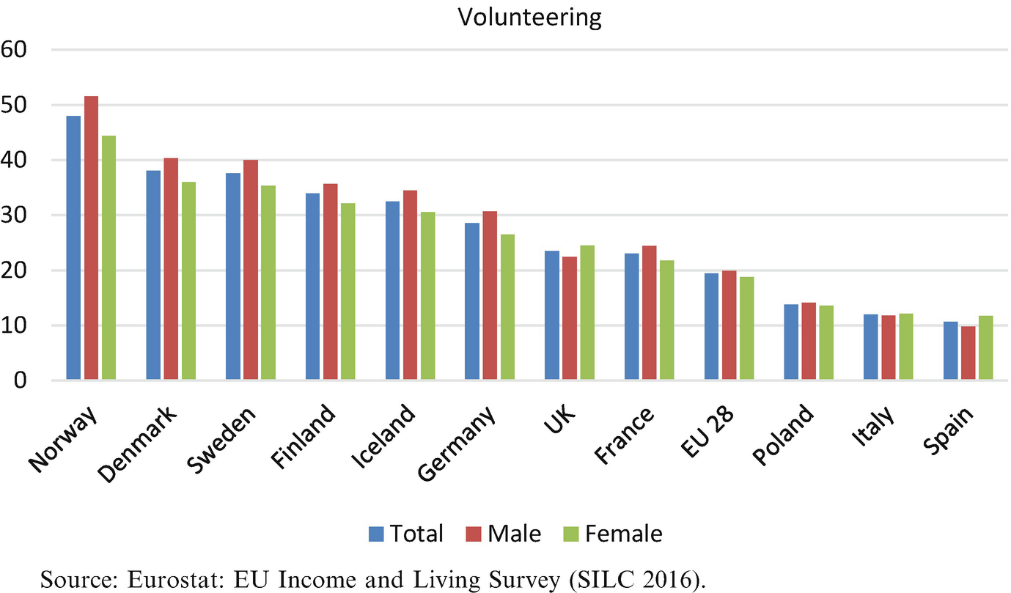 Volunteering
60
50
40
30
20
10
0
Norway
Denmark
Sweden
Finland
Iceland
Germany
UK
France
EU 28
Poland
Italy
Spain
Total Male Female
Source: Eurostat: EU Income and Living Survey (SILC 2016).